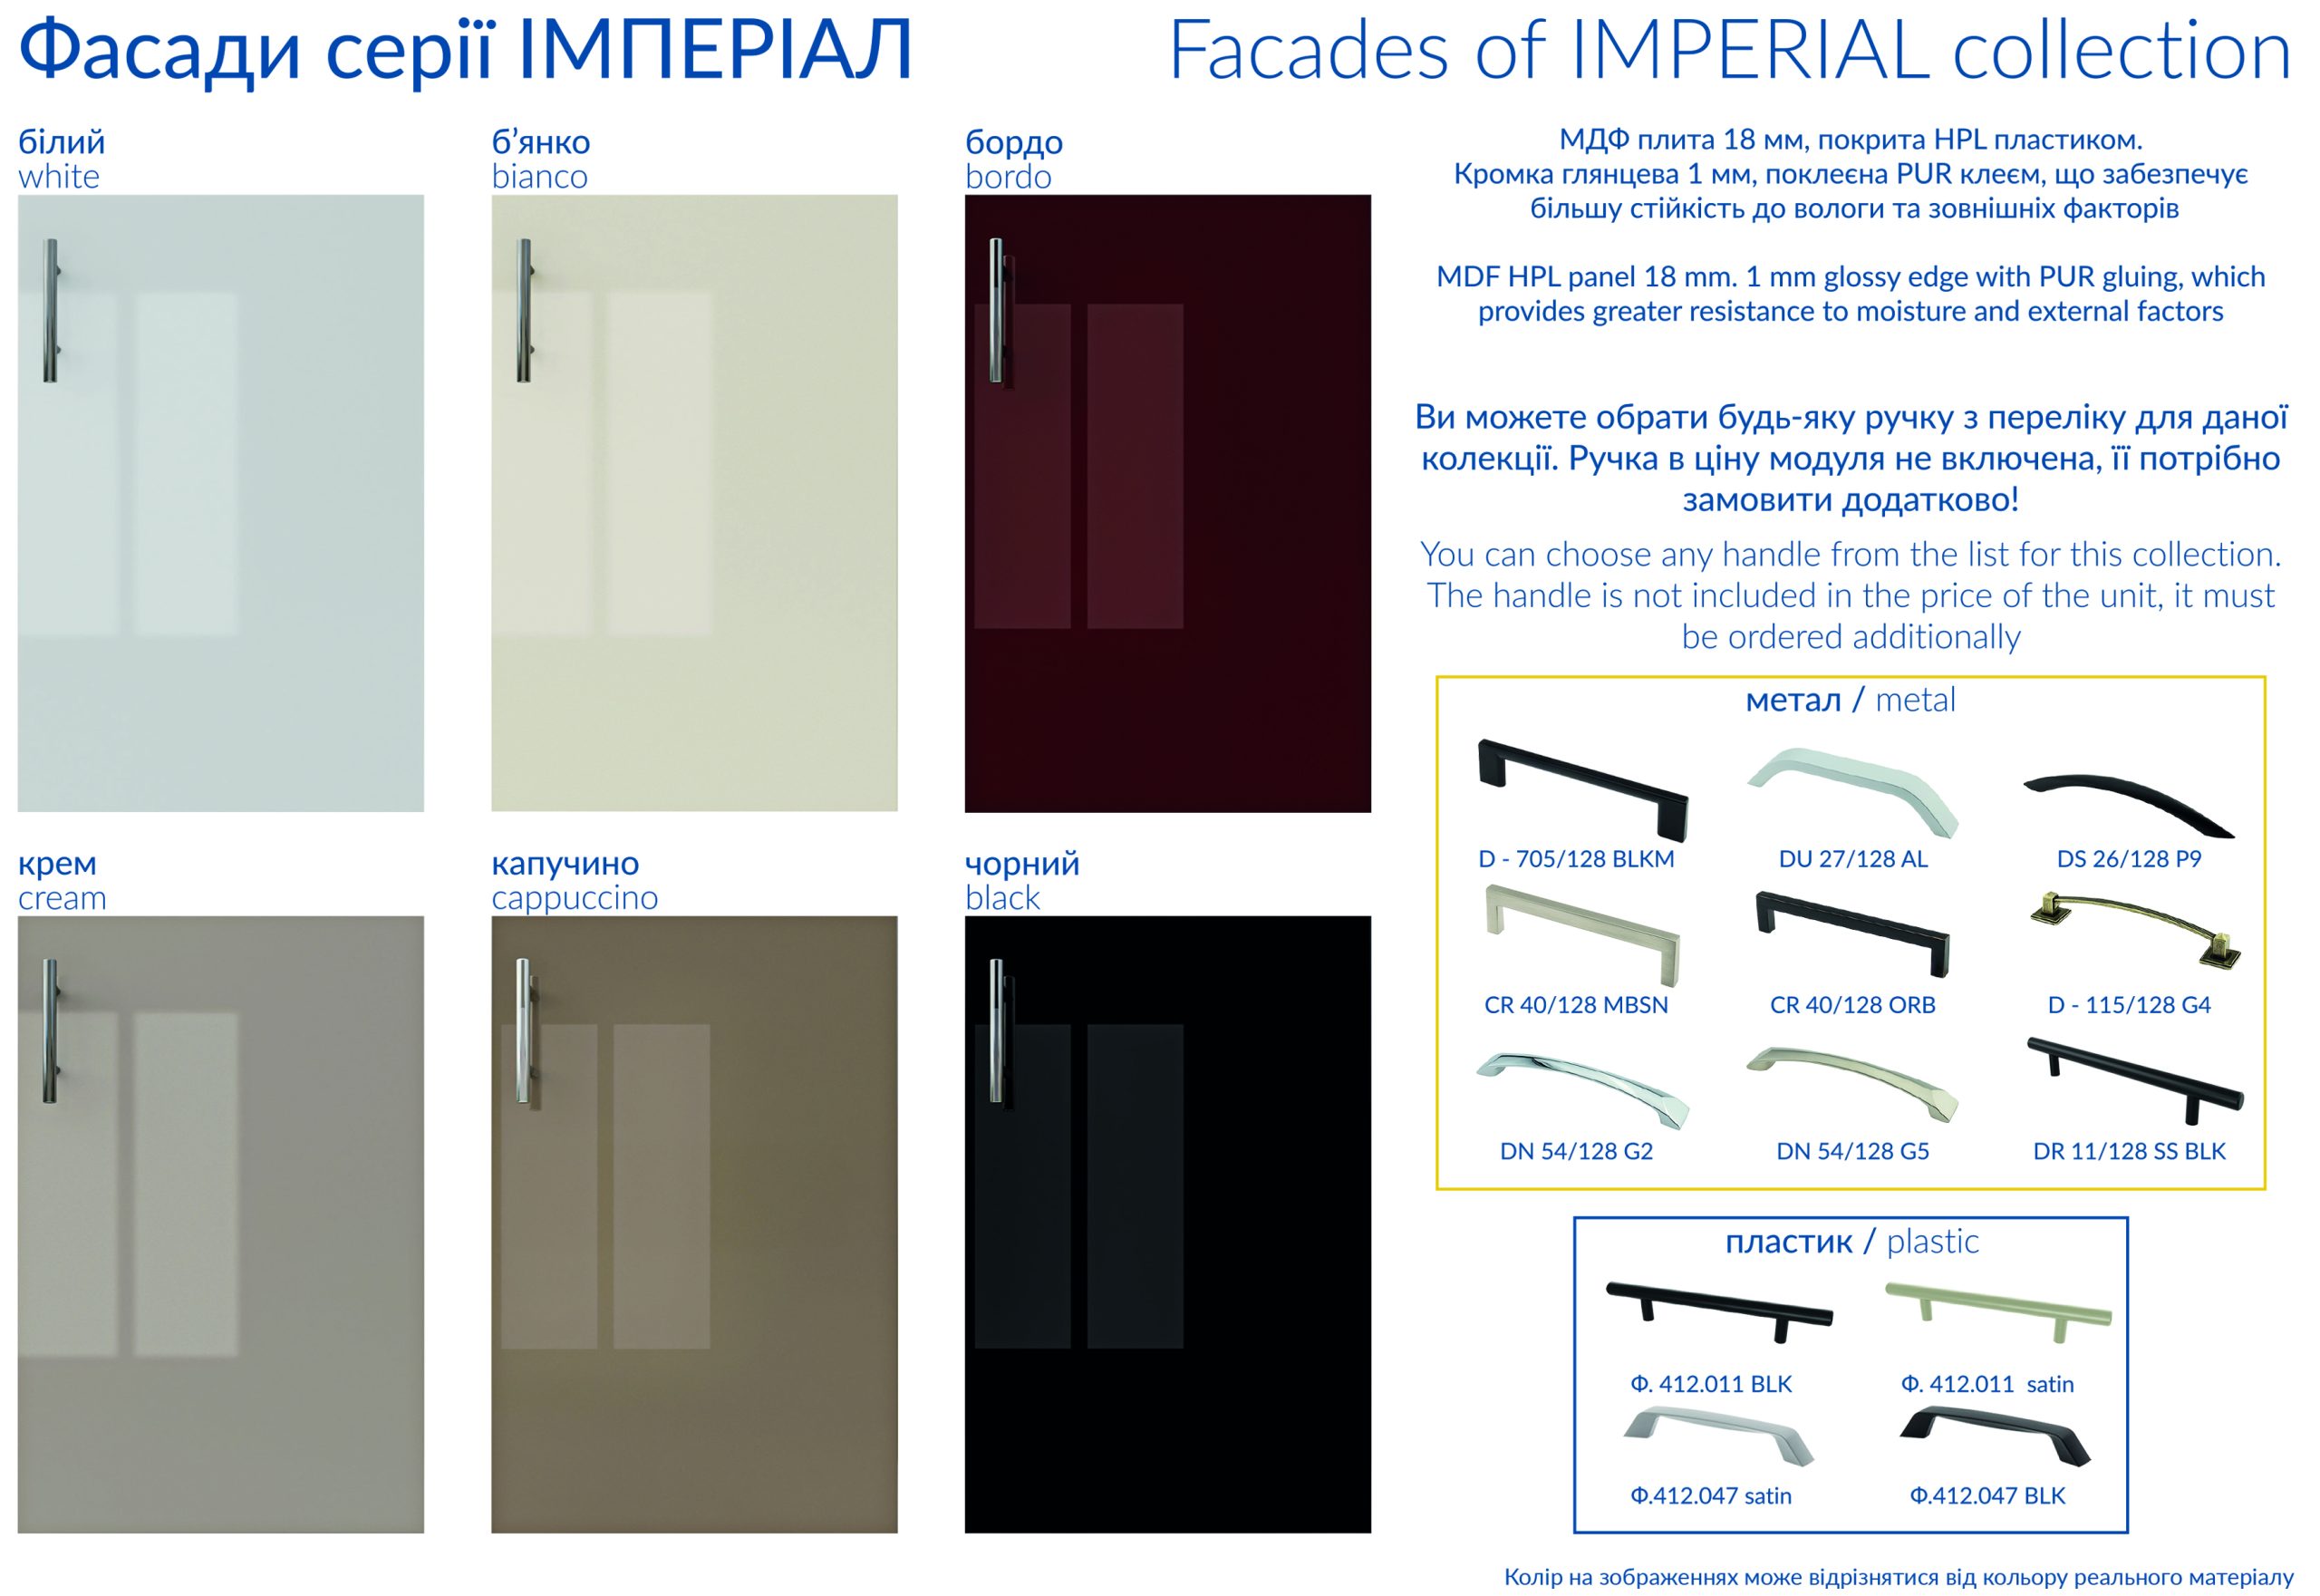 Фасади серії ІМПЕРІАЛ
Facades of IMPERIAL collection
білий
white
б’янко
bianco
бордо
bordo
крем
cream
капучино
cappuccino
чорний
black
МДФ плита 18 мм, покрита HPL пластиком.
Кромка глянцева 1 мм, поклеєна PUR клеєм, що забезпечує
більшу стійкість до вологи та зовнішніх факторів
MDF HPL panel 18 mm. 1 mm glossy edge with PUR gluing, which
provides greater resistance to moisture and external factors
Ви можете обрати будь-яку ручку з переліку для даної
колекції. Ручка в ціну модуля не включена, її потрібно
замовити додатково!
You can choose any handle from the list for this collection.
The handle is not included in the price of the unit, it must
be ordered additionally
метал / metal
D - 705/128 BLKM
DU 27/128 AL
DS 26/128 P9
CR 40/128 MBSN
CR 40/128 ORB
D - 115/128 G4
DN 54/128 G2
DN 54/128 G5
DR 11/128 SS BLK
пластик / plastic
Ф. 412.011 BLK
Ф. 412.011 satin
Ф.412.047 satin
Ф.412.047 BLK
Колір на зображеннях може відрізнятися від кольору реального матеріалу